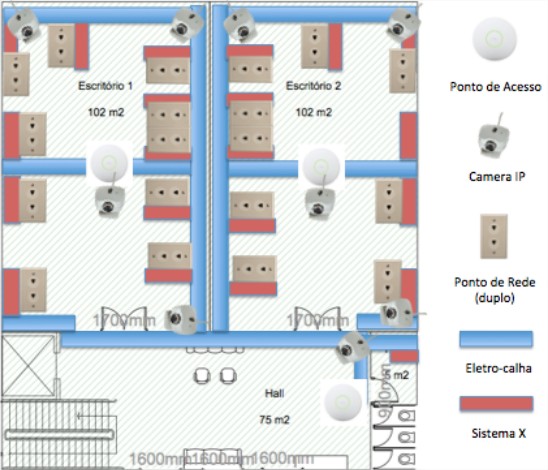 Escritório 1
102 m2
Escritório 2
102 m2
1700mm
1700mm
Hall
75 m2
m2
1600mm
1600mm
1600mm
Ponto de Acesso
Camera IP
Ponto de Rede
(duplo)
Eletro-calha
Sistema X